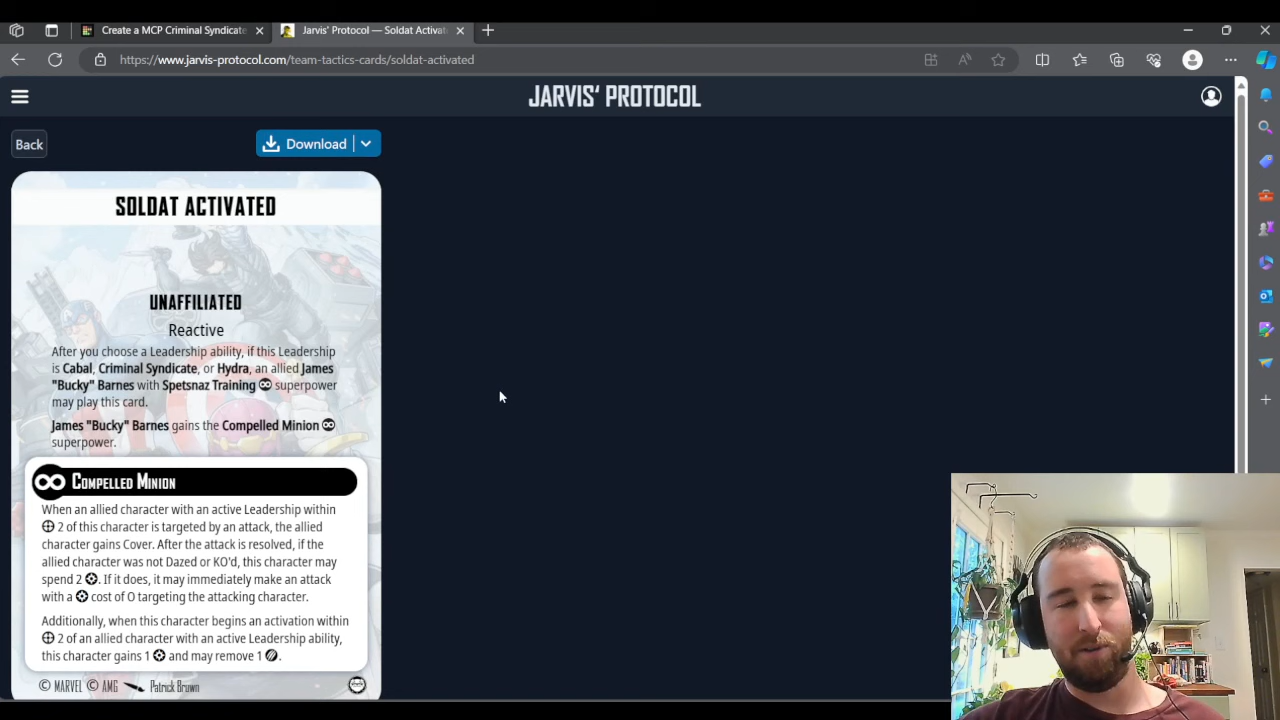 Create a MCP Criminal Syndicate
Jarvis' Protocol — Soldat Activat
https://www.jarvis-protocol.com/team-tactics-cards/soldat-activated
JARVIS' PROTOCOL
Back
Download
SOLDAT ACTIVATED
UNAFFILIATED
Reactive
After you choose a Leadership ability, if this Leadership
is Cabal, Criminal Syndicate, or Hydra, an allied James
"Bucky" Barnes with Spetsnaz Training superpower
may play this card.
James "Bucky" Barnes gains the Compelled Minion
superpower.
COMPELLED MINION
When an allied character with an active Leadership within
2 of this character is targeted by an attack, the allied
character gains Cover. After the attack is resolved, if the
allied character was not Dazed or KO'd, this character may
spend 2. If it does, it may immediately make an attack
with a cost of 0 targeting the attacking character.
Additionally, when this character begins an activation within
2 of an allied character with an active Leadership ability,
this character gains 1 and may remove 1.
© MARVEL © AMG Patrick Brown